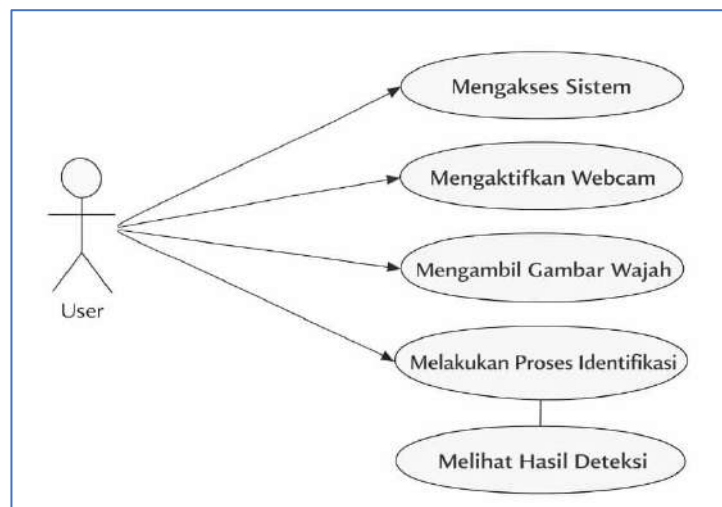 Mengakses Sistem
Mengaktifkan Webcam
Mengambil Gambar Wajah
User
Melakukan Proses Identifikasi
Melihat Hasil Deteksi